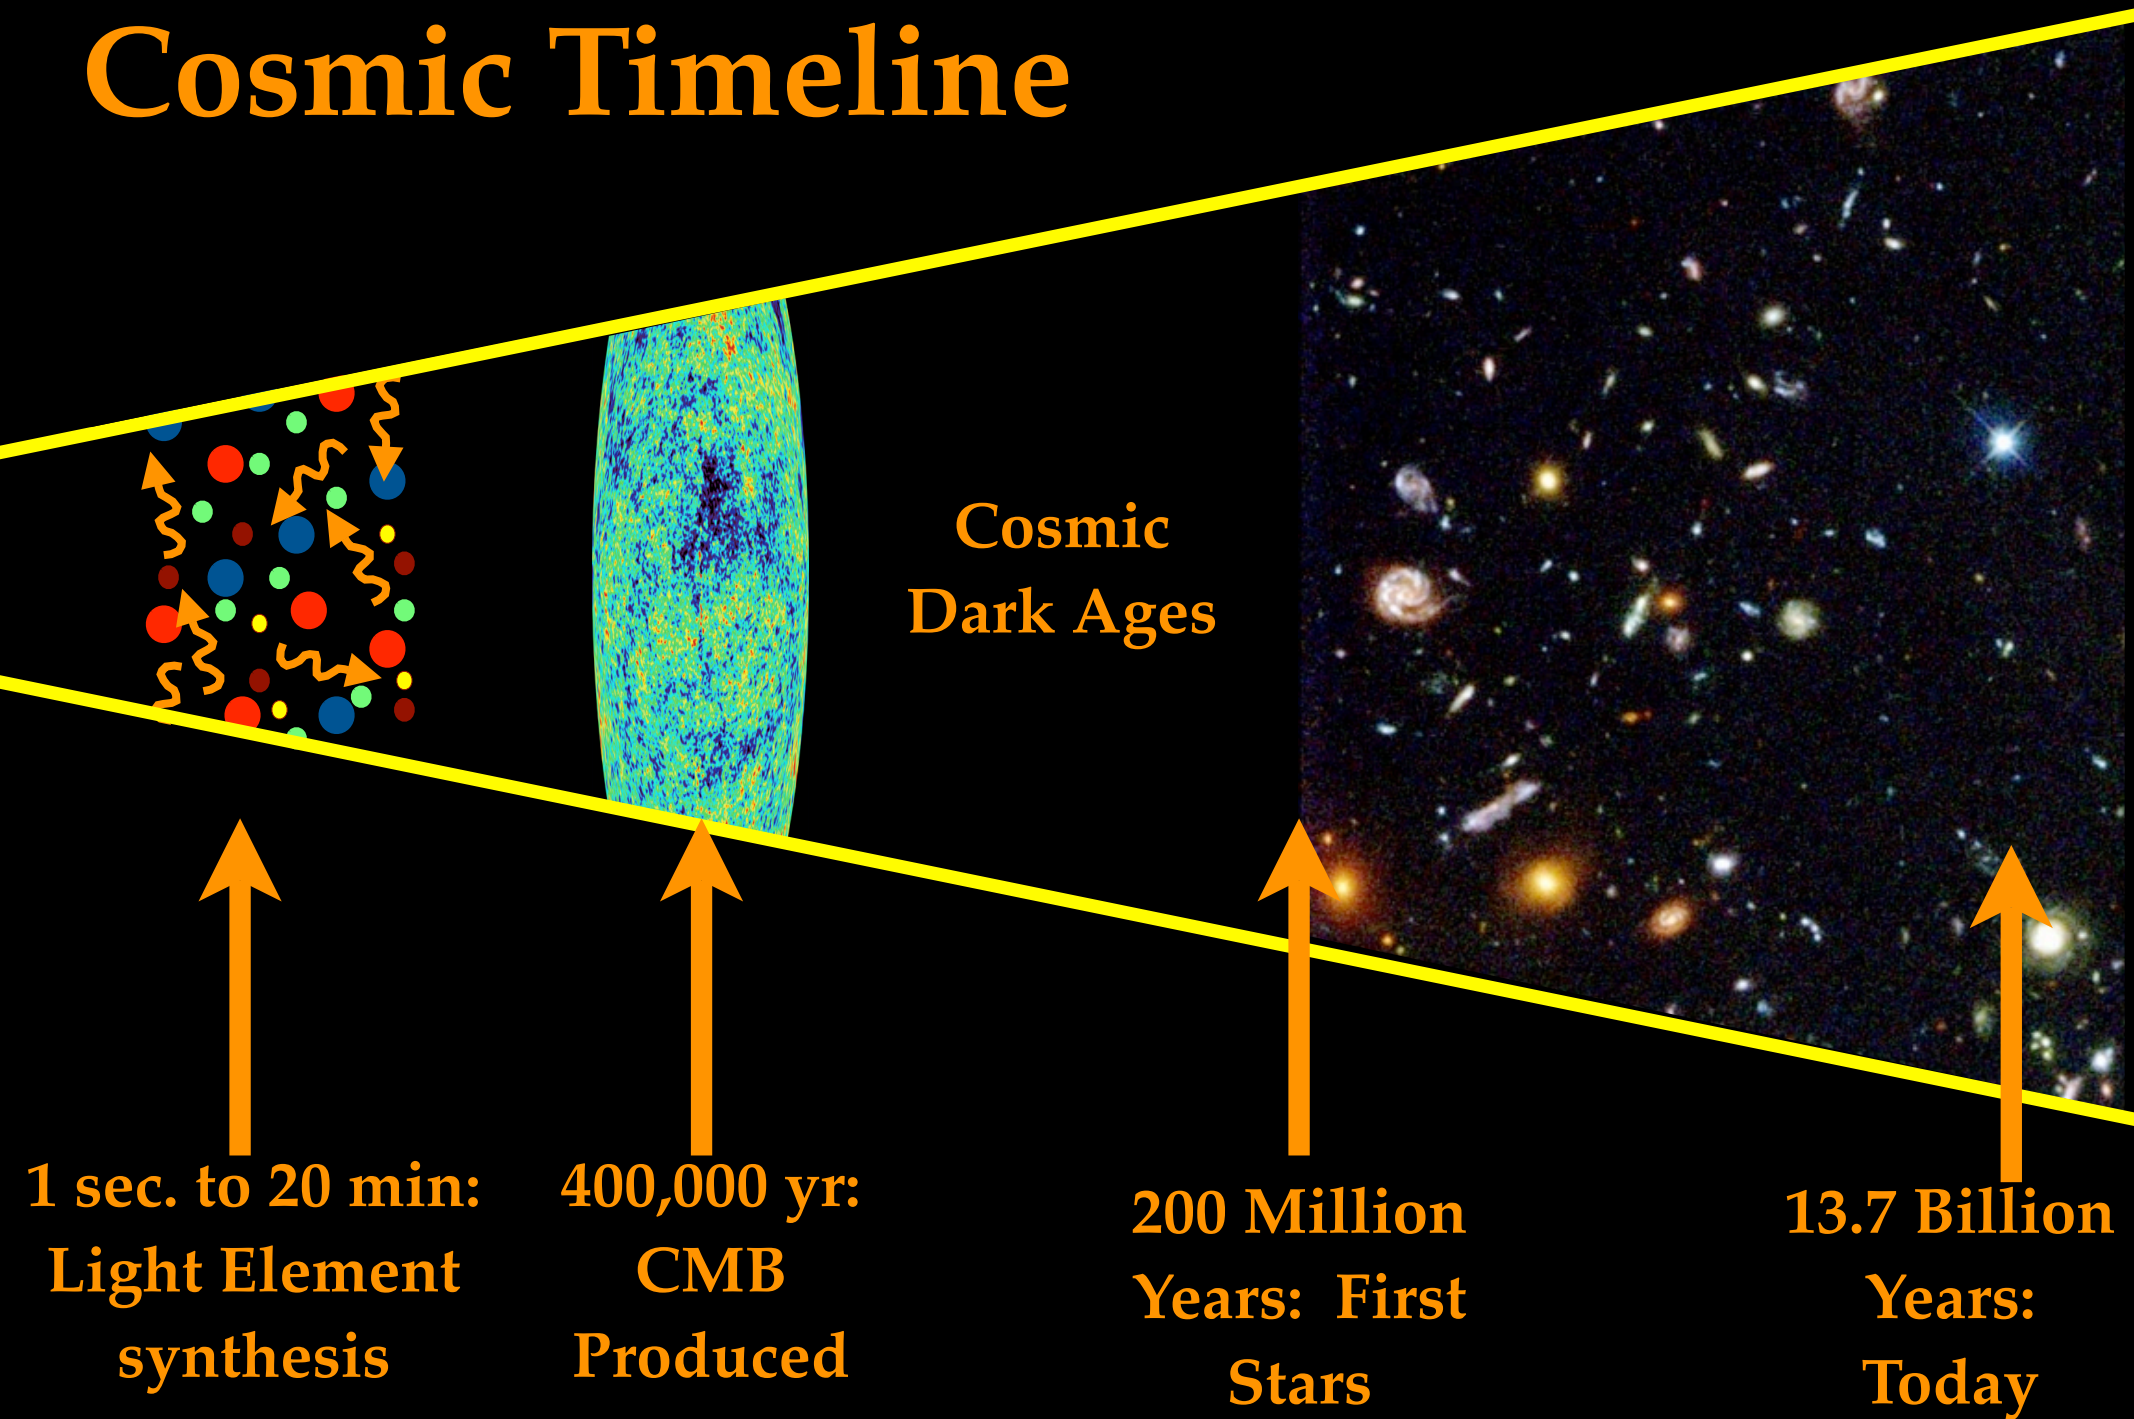 Cosmic Timeline
Cosmic
Dark Ages
1 sec. to 20 min:
Light Element
synthesis
400,000 yr:
CMB
Produced
200 Million
Years:  First
Stars
13.7 Billion
Years:
Today